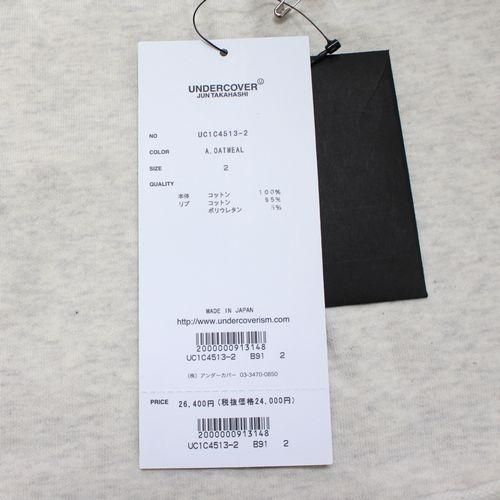 UNDERCOVER
JUN TAKAHASHI
NO UC1C4513-2
COLOR A.OATMEAL
SIZE 2
QUALITY
本体 コットン 100%
リブ コットン 95%
ポリウレタン 5%
MADE IN JAPAN
http://www.undercoverism.com/
2000000913148
UC1C4513-2 B91 2
(株) アンダーカバー 03-3470-0850
PRICE 26,400円(税抜価格24,000円)
2000000913148
UC1C4513-2 B91 2